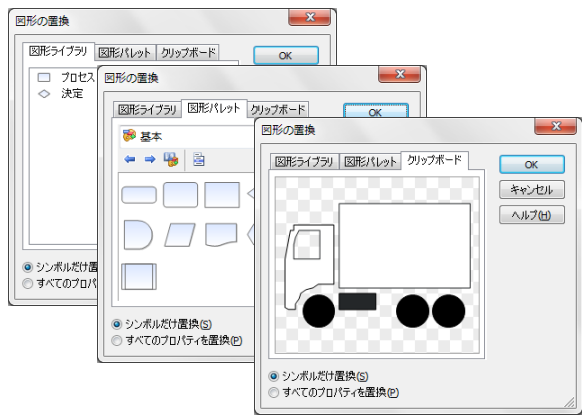 図形の置換
図形ライブラリ 図形パレット クリップボード
OK
プロセス
決定
シンボルだけ置
すべてのプロパ
図形の置換
図形ライブラリ 図形パレット クリップボード
OK
基本
シンボルだけ置換(S)
すべてのプロパティを置換(P)
図形の置換
図形ライブラリ 図形パレット クリップボード
OK
キャンセル
ヘルプ(H)
シンボルだけ置換(S)
すべてのプロパティを置換(P)